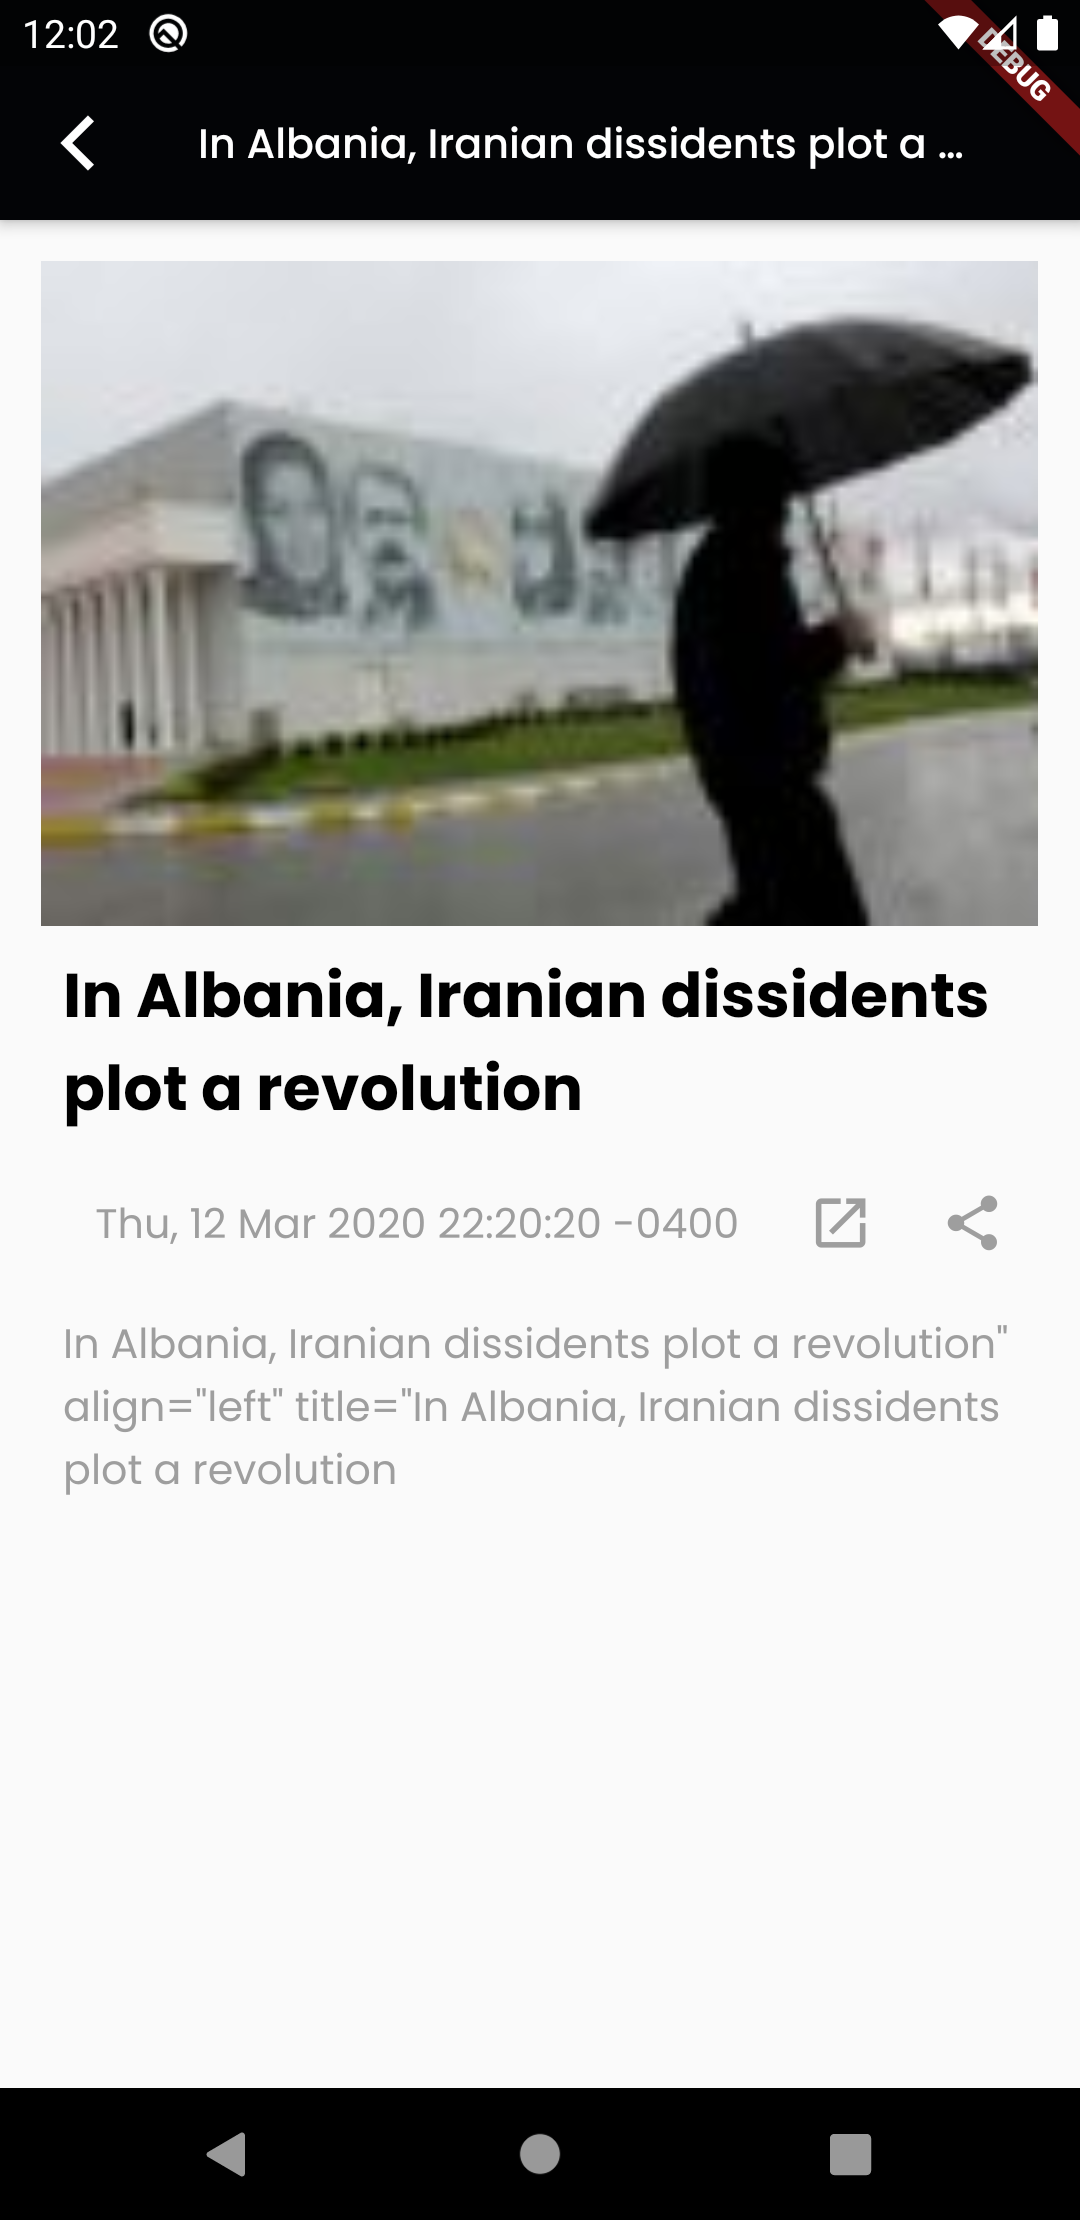 12:02
DEBUG
In Albania, Iranian dissidents plot a ...
In Albania, Iranian dissidents
plot a revolution
Thu, 12 Mar 2020 22:20:20 -0400
In Albania, Iranian dissidents plot a revolution"
align="left" title="In Albania, Iranian dissidents
plot a revolution